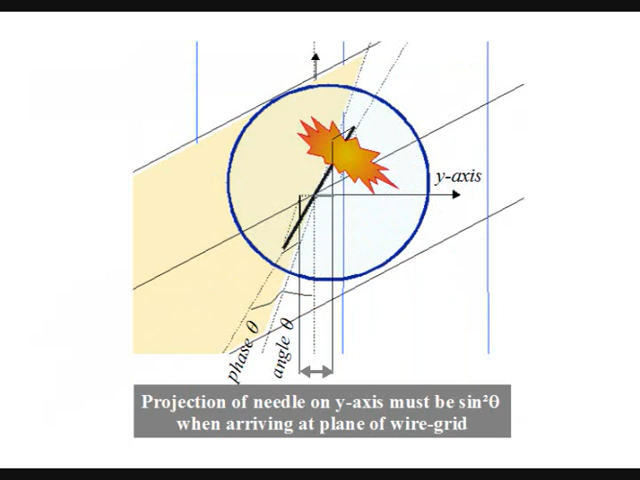 y-axis
phase θ
angle θ
Projection of needle on y-axis must be sin²θ
when arriving at plane of wire-grid